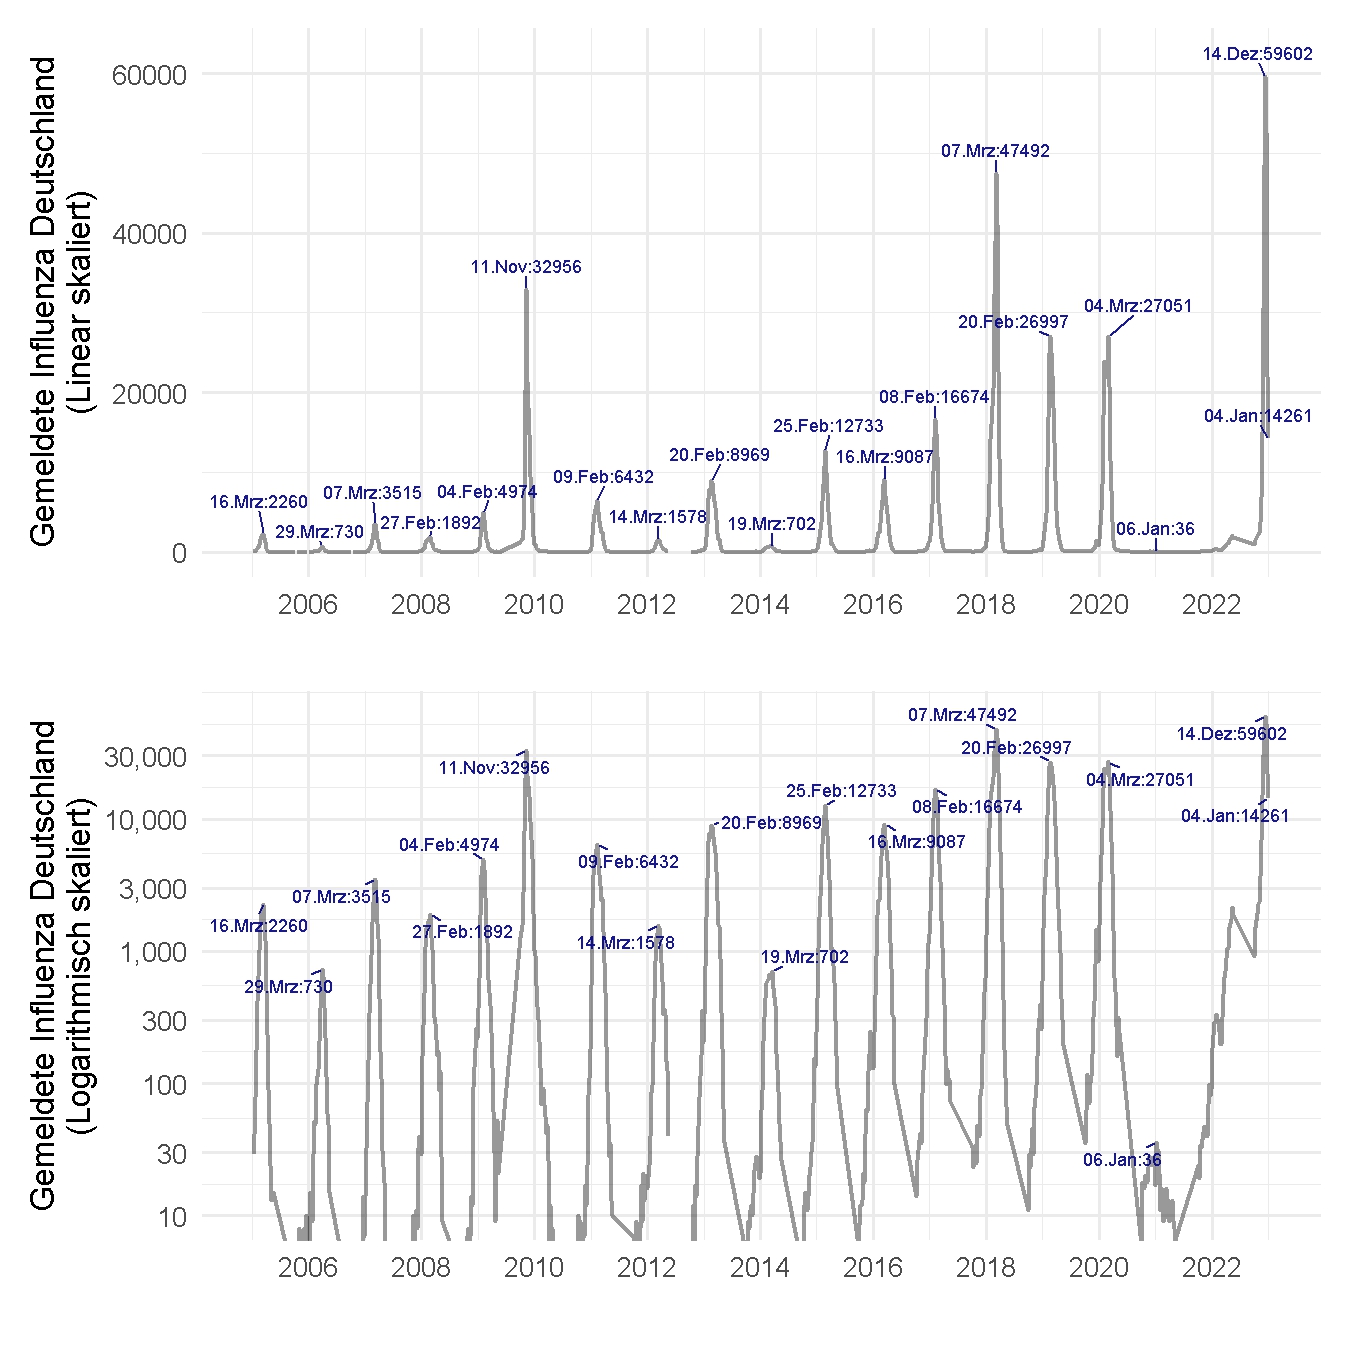 Gemeldete Influenza Deutschland
(Linear skaliert)
60000
40000
20000
0
14.Dez:59602
07.Mrz:47492
11.Nov:32956
04.Mrz:27051
20.Feb:26997
04.Jan:14261
08.Feb:16674
25.Feb:12733
16.Mrz:9087
20.Feb:8969
09.Feb:6432
16.Mrz:2260
07.Mrz:3515
04.Feb:4974
29.Mrz:730
27.Feb:1892
14.Mrz:1578
19.Mrz:702
06.Jan:36
2006 2008 2010 2012 2014 2016 2018 2020 2022
Gemeldete Influenza Deutschland
(Logarithmisch skaliert)
30,000
10,000
3,000
1,000
300
100
30
10
07.Mrz:47492
14.Dez:59602
20.Feb:26997
11.Nov:32956
04.Mrz:27051
25.Feb:12733
08.Feb:16674
04.Jan:14261
20.Feb:8969
04.Feb:4974
16.Mrz:9087
09.Feb:6432
07.Mrz:3515
16.Mrz:2260
27.Feb:1892
14.Mrz:1578
19.Mrz:702
29.Mrz:730
06.Jan:36
2006 2008 2010 2012 2014 2016 2018 2020 2022